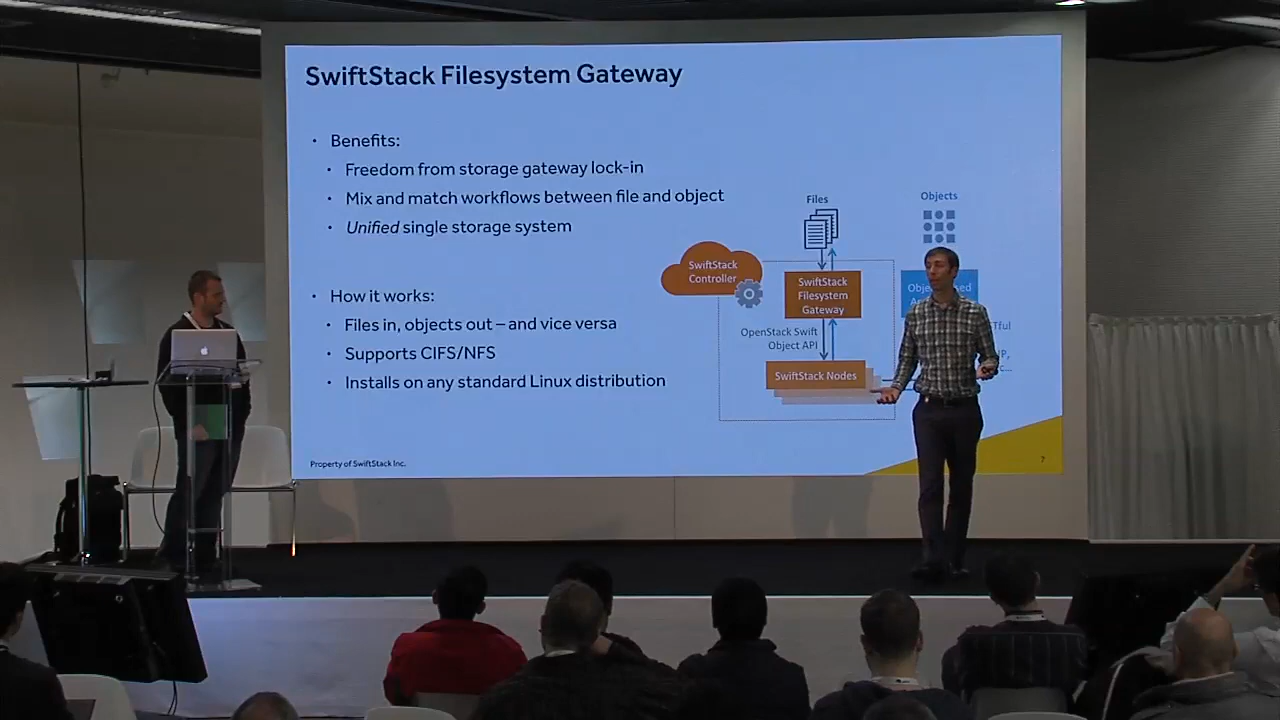 SwiftStack Filesystem Gateway
• Benefits:
• Freedom from storage gateway lock-in
• Mix and match workflows between file and object
• Unified single storage system
• How it works:
• Files in, objects out – and vice versa
• Supports CIFS/NFS
• Installs on any standard Linux distribution
Files
Objects
SwiftStack
Controller
SwiftStack
Filesystem
Gateway
OpenStack Swift
Object API
SwiftStack Nodes
Property of SwiftStack Inc.
7